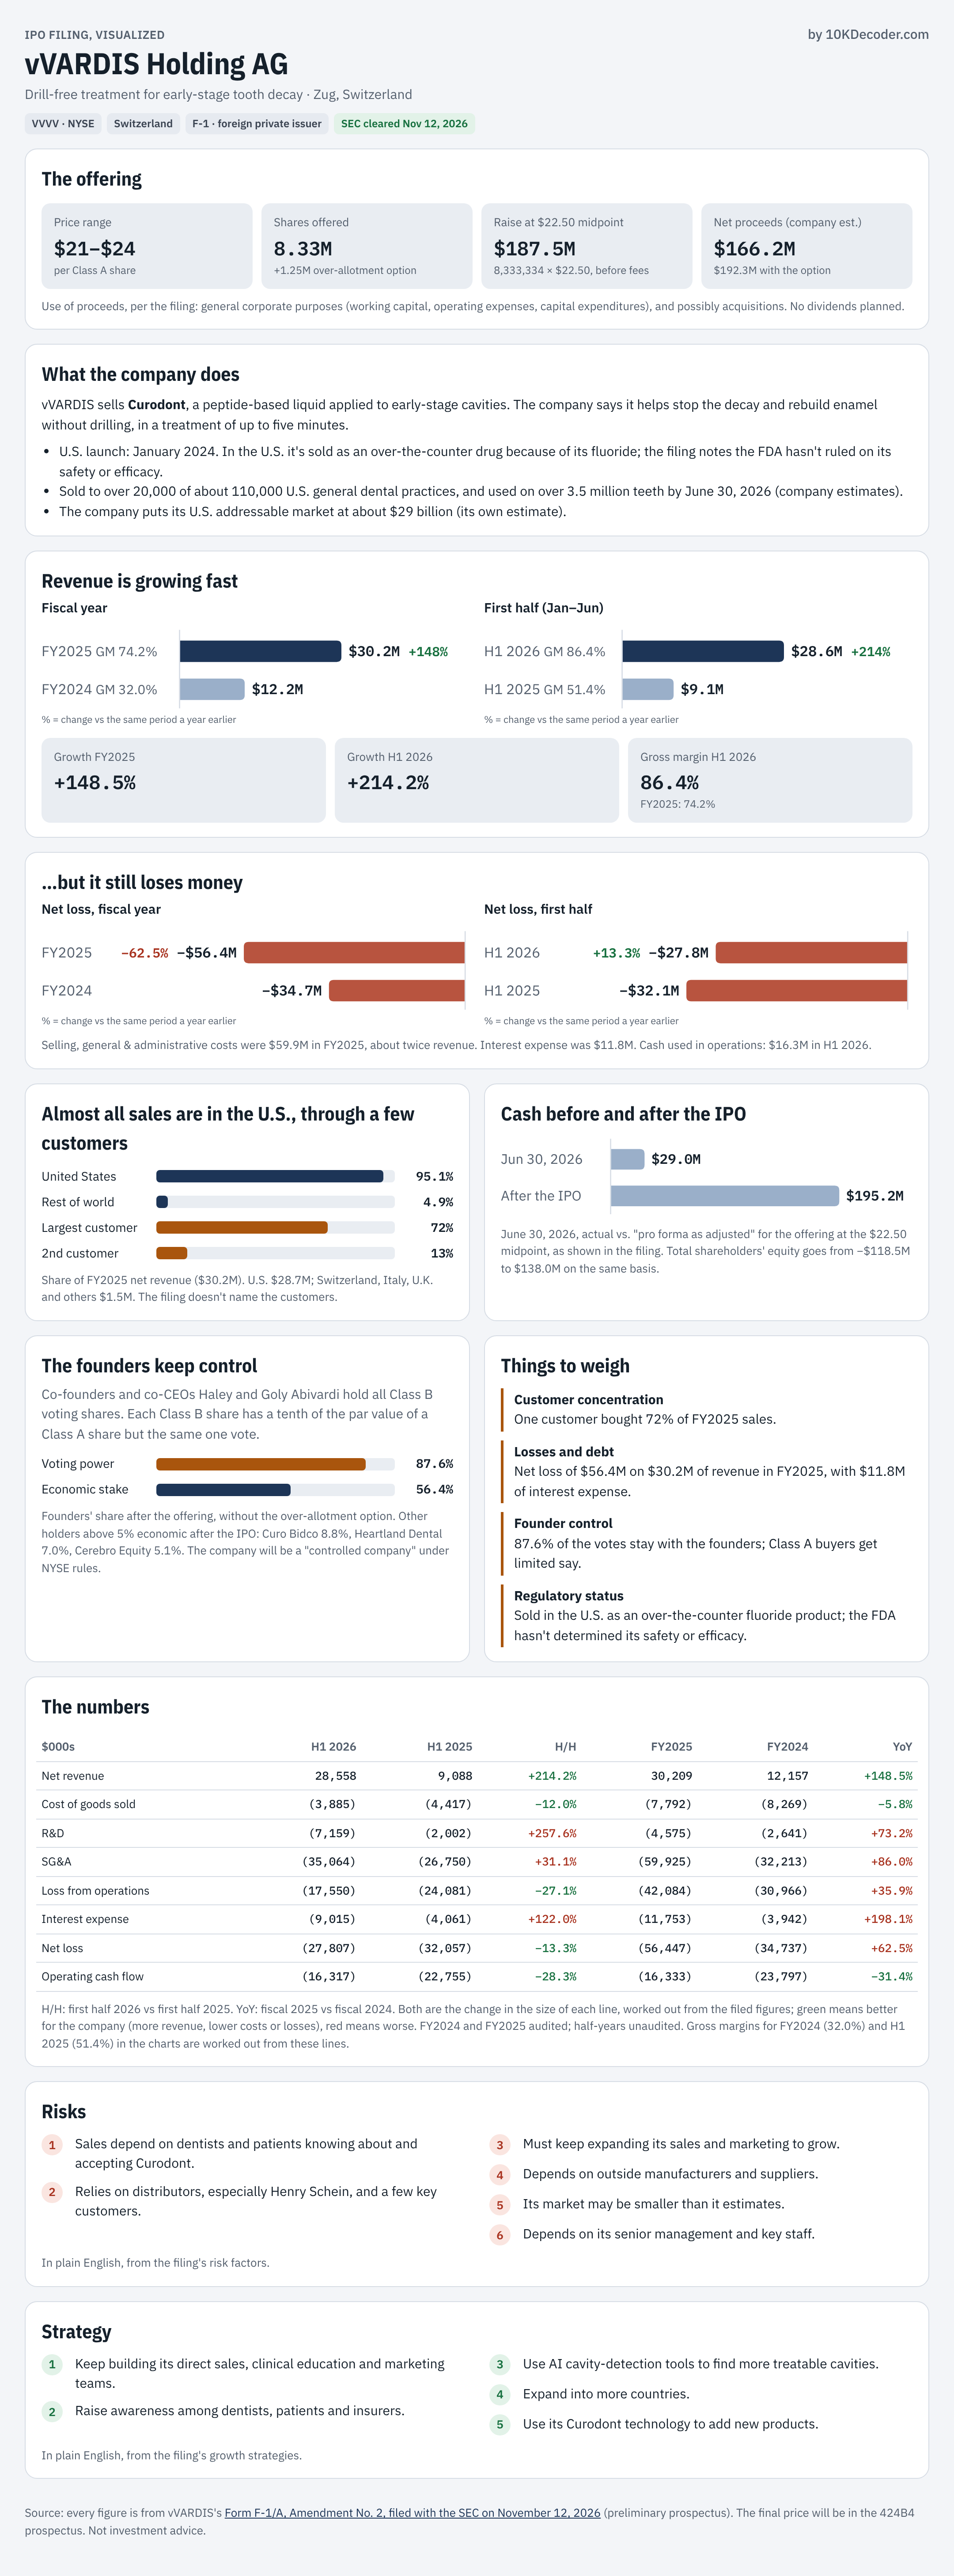 IPO FILING, VISUALIZED
by 10KDecoder.com
vVARDIS Holding AG
Drill-free treatment for early-stage tooth decay · Zug, Switzerland
VVVV · NYSE
Switzerland
F-1 · foreign private issuer
SEC cleared Nov 12, 2026
The offering
Price range
$21–$24
per Class A share
Shares offered
8.33M
+1.25M over-allotment option
Raise at $22.50 midpoint
$187.5M
8,333,334 × $22.50, before fees
Net proceeds (company est.)
$166.2M
$192.3M with the option
Use of proceeds, per the filing: general corporate purposes (working capital, operating expenses, capital expenditures), and possibly acquisitions. No dividends planned.
What the company does
vVARDIS sells Curodont, a peptide-based liquid applied to early-stage cavities. The company says it helps stop the decay and rebuild enamel
without drilling, in a treatment of up to five minutes.
• U.S. launch: January 2024. In the U.S. it's sold as an over-the-counter drug because of its fluoride; the filing notes the FDA hasn't ruled on its
safety or efficacy.
• Sold to over 20,000 of about 110,000 U.S. general dental practices, and used on over 3.5 million teeth by June 30, 2026 (company estimates).
• The company puts its U.S. addressable market at about $29 billion (its own estimate).
Revenue is growing fast
Fiscal year
FY2025 GM 74.2% $30.2M +148%
FY2024 GM 32.0% $12.2M
% = change vs the same period a year earlier
First half (Jan–Jun)
H1 2026 GM 86.4% $28.6M +214%
H1 2025 GM 51.4% $9.1M
% = change vs the same period a year earlier
Growth FY2025
+148.5%
Growth H1 2026
+214.2%
Gross margin H1 2026
86.4%
FY2025: 74.2%
...but it still loses money
Net loss, fiscal year
FY2025 −62.5% −$56.4M
FY2024 −$34.7M
% = change vs the same period a year earlier
Net loss, first half
H1 2026 +13.3% −$27.8M
H1 2025 −$32.1M
% = change vs the same period a year earlier
Selling, general & administrative costs were $59.9M in FY2025, about twice revenue. Interest expense was $11.8M. Cash used in operations: $16.3M in H1 2026.
Almost all sales are in the U.S., through a few
customers
United States 95.1%
Rest of world 4.9%
Largest customer 72%
2nd customer 13%
Share of FY2025 net revenue ($30.2M). U.S. $28.7M; Switzerland, Italy, U.K.
and others $1.5M. The filing doesn't name the customers.
Cash before and after the IPO
Jun 30, 2026 $29.0M
After the IPO $195.2M
June 30, 2026, actual vs. "pro forma as adjusted" for the offering at the $22.50
midpoint, as shown in the filing. Total shareholders' equity goes from −$118.5M
to $138.0M on the same basis.
The founders keep control
Co-founders and co-CEOs Haley and Goly Abivardi hold all Class B
voting shares. Each Class B share has a tenth of the par value of a
Class A share but the same one vote.
Voting power 87.6%
Economic stake 56.4%
Founders' share after the offering, without the over-allotment option. Other
holders above 5% economic after the IPO: Curo Bidco 8.8%, Heartland Dental
7.0%, Cerebro Equity 5.1%. The company will be a "controlled company" under
NYSE rules.
Things to weigh
Customer concentration
One customer bought 72% of FY2025 sales.
Losses and debt
Net loss of $56.4M on $30.2M of revenue in FY2025, with $11.8M
of interest expense.
Founder control
87.6% of the votes stay with the founders; Class A buyers get
limited say.
Regulatory status
Sold in the U.S. as an over-the-counter fluoride product; the FDA
hasn't determined its safety or efficacy.
The numbers
$000s H1 2026 H1 2025 H/H FY2025 FY2024 YoY
Net revenue 28,558 9,088 +214.2% 30,209 12,157 +148.5%
Cost of goods sold (3,885) (4,417) −12.0% (7,792) (8,269) −5.8%
R&D (7,159) (2,002) +257.6% (4,575) (2,641) +73.2%
SG&A (35,064) (26,750) +31.1% (59,925) (32,213) +86.0%
Loss from operations (17,550) (24,081) −27.1% (42,084) (30,966) +35.9%
Interest expense (9,015) (4,061) +122.0% (11,753) (3,942) +198.1%
Net loss (27,807) (32,057) −13.3% (56,447) (34,737) +62.5%
Operating cash flow (16,317) (22,755) −28.3% (16,333) (23,797) −31.4%
H/H: first half 2026 vs first half 2025. YoY: fiscal 2025 vs fiscal 2024. Both are the change in the size of each line, worked out from the filed figures; green means better
for the company (more revenue, lower costs or losses), red means worse. FY2024 and FY2025 audited; half-years unaudited. Gross margins for FY2024 (32.0%) and H1
2025 (51.4%) in the charts are worked out from these lines.
Risks
1 Sales depend on dentists and patients knowing about and
accepting Curodont.
2 Relies on distributors, especially Henry Schein, and a few key
customers.
3 Must keep expanding its sales and marketing to grow.
4 Depends on outside manufacturers and suppliers.
5 Its market may be smaller than it estimates.
6 Depends on its senior management and key staff.
In plain English, from the filing's risk factors.
Strategy
1 Keep building its direct sales, clinical education and marketing
teams.
2 Raise awareness among dentists, patients and insurers.
3 Use AI cavity-detection tools to find more treatable cavities.
4 Expand into more countries.
5 Use its Curodont technology to add new products.
In plain English, from the filing's growth strategies.
Source: every figure is from vVARDIS's Form F-1/A, Amendment No. 2, filed with the SEC on November 12, 2026 (preliminary prospectus). The final price will be in the 424B4
prospectus. Not investment advice.